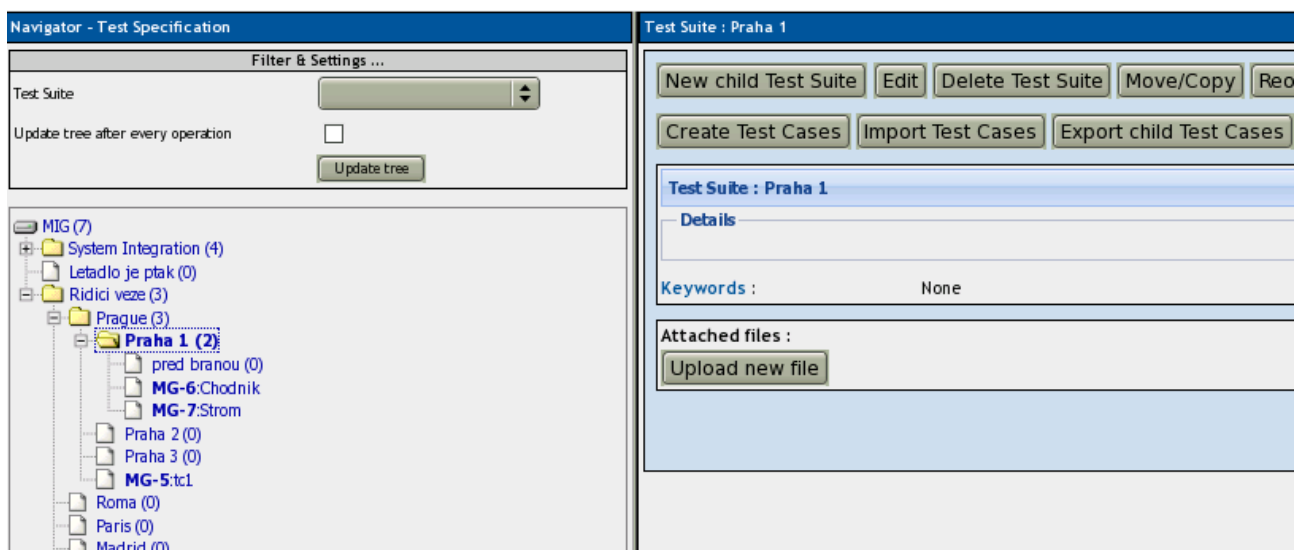 Navigator - Test Specification
Filter & Settings ...
Test Suite
Update tree after every operation
Update tree
MIG (7)
System Integration (4)
Letadlo je ptak (0)
Ridici veze (3)
Prague (3)
Praha 1 (2)
pred branou (0)
MG-6:Chodnik
MG-7:Strom
Praha 2 (0)
Praha 3 (0)
MG-5:tc1
Roma (0)
Paris (0)
Madrid (0)
Test Suite : Praha 1
New child Test Suite Edit Delete Test Suite Move/Copy Reo
Create Test Cases Import Test Cases Export child Test Cases
Test Suite : Praha 1
Details
Keywords : None
Attached files :
Upload new file